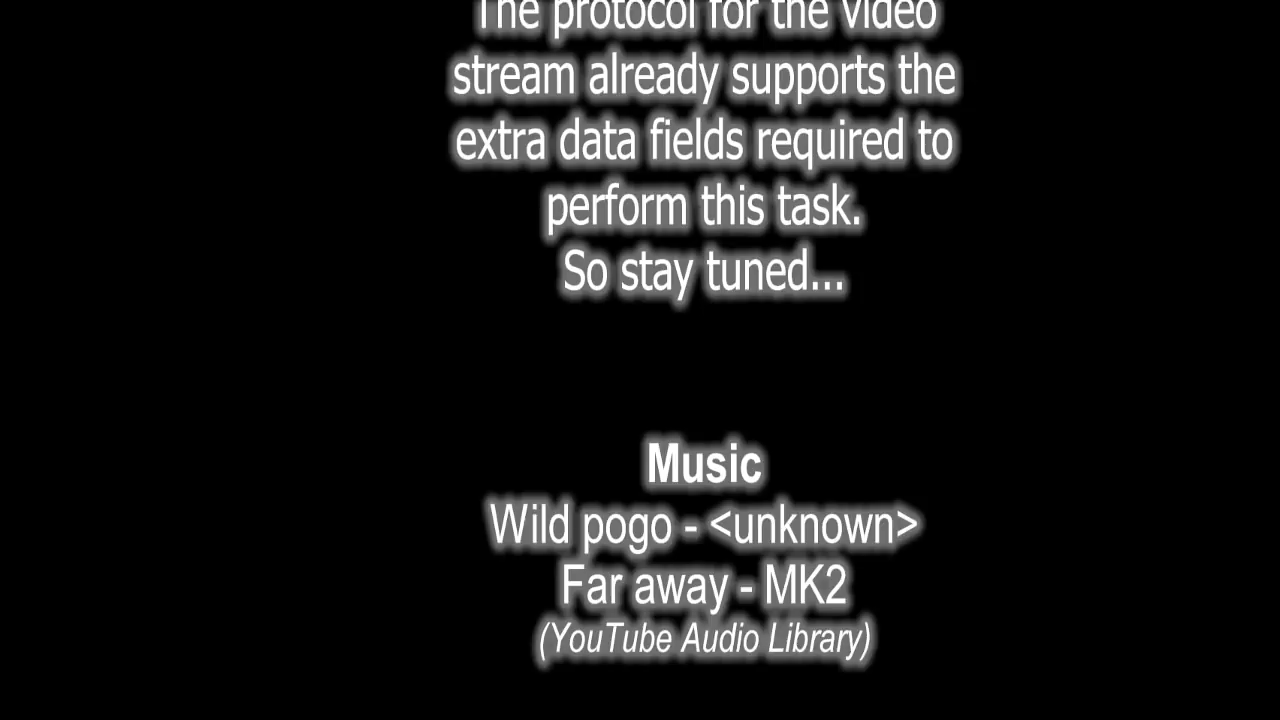 The protocol for the video
stream already supports the
extra data fields required to
perform this task.
So stay tuned...
Music
Wild pogo - <unknown>
Far away - MK2
(YouTube Audio Library)